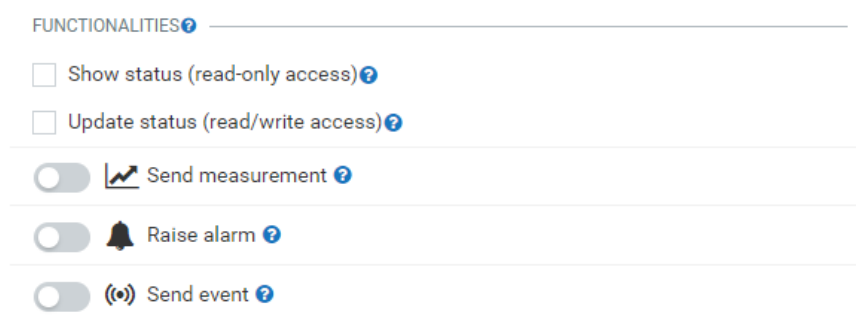 FUNCTIONALITIES
Show status (read-only access)
Update status (read/write access)
Send measurement
Raise alarm
Send event